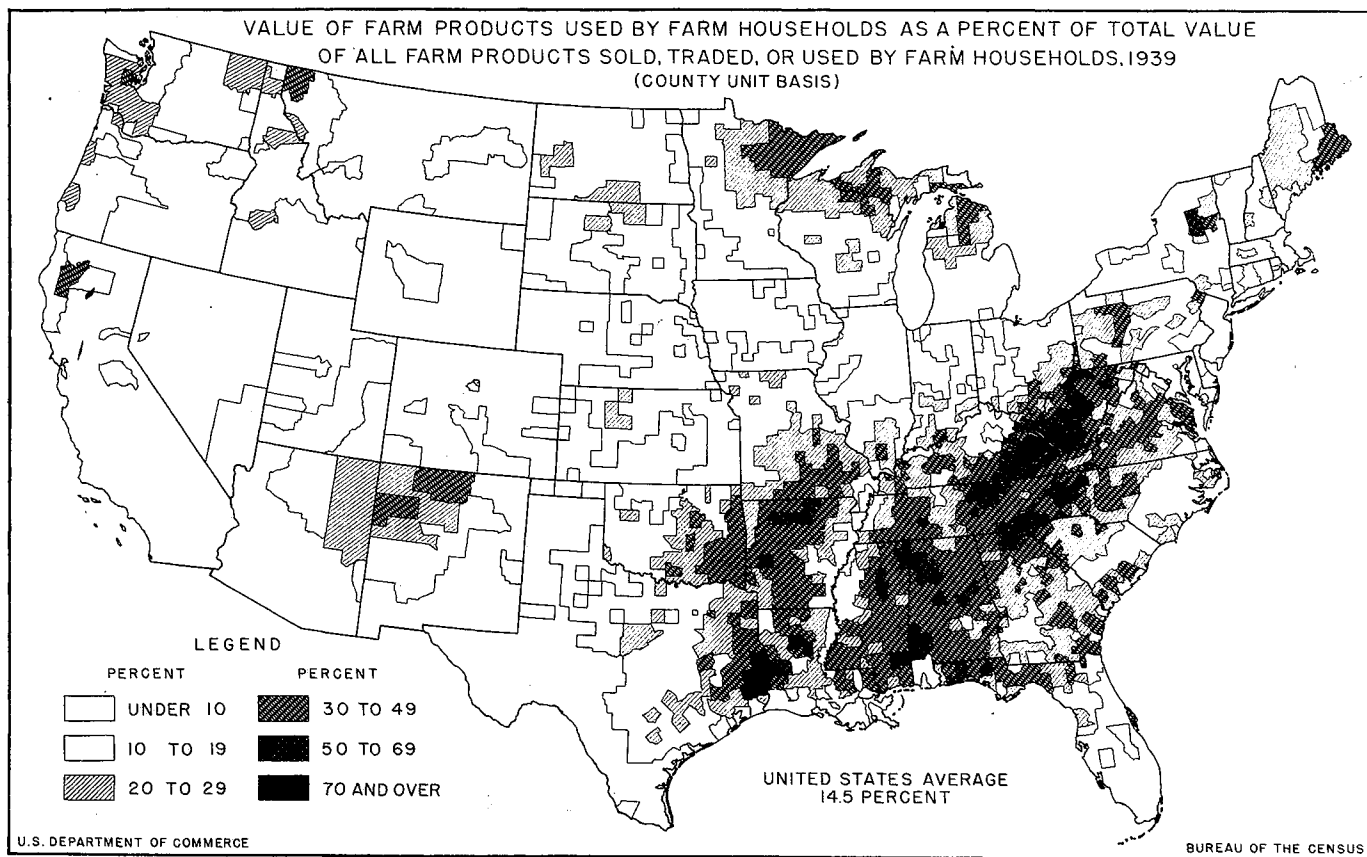 VALUE OF FARM PRODUCTS USED BY FARM HOUSEHOLDS AS A PERCENT OF TOTAL VALUE
OF ALL FARM PRODUCTS SOLD, TRADED, OR USED BY FARM HOUSEHOLDS, 1939
(COUNTY UNIT BASIS)
LEGEND
PERCENT
UNDER 10
10 TO 19
20 TO 29
PERCENT
30 TO 49
50 TO 69
70 AND OVER
UNITED STATES AVERAGE
14.5 PERCENT
U.S. DEPARTMENT OF COMMERCE
BUREAU OF THE CENSUS